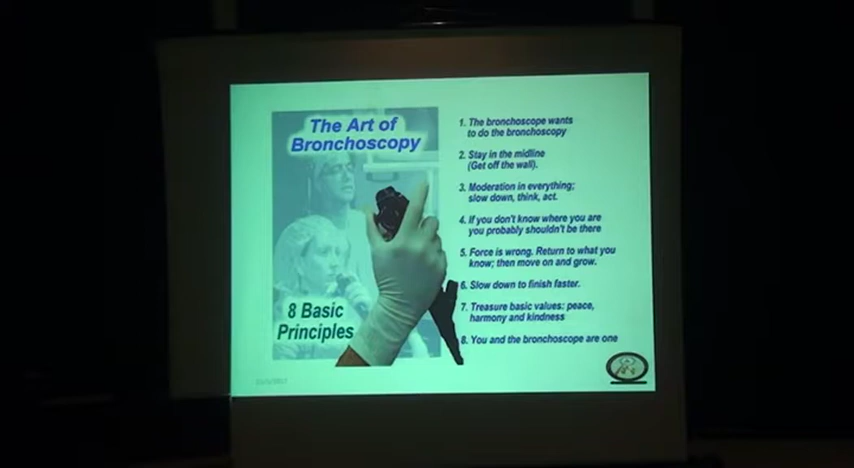 The Art of
Bronchoscopy
8 Basic
Principles
1. The bronchoscope wants
to do the bronchoscopy
2. Stay in the midline
(Get off the wall).
3. Moderation in everything;
slow down, think, act.
4. If you don't know where you are
you probably shouldn't be there
5. Force is wrong. Return to what you
know; then move on and grow.
6. Slow down to finish faster.
7. Treasure basic values: peace,
harmony and kindness
8. You and the bronchoscope are one